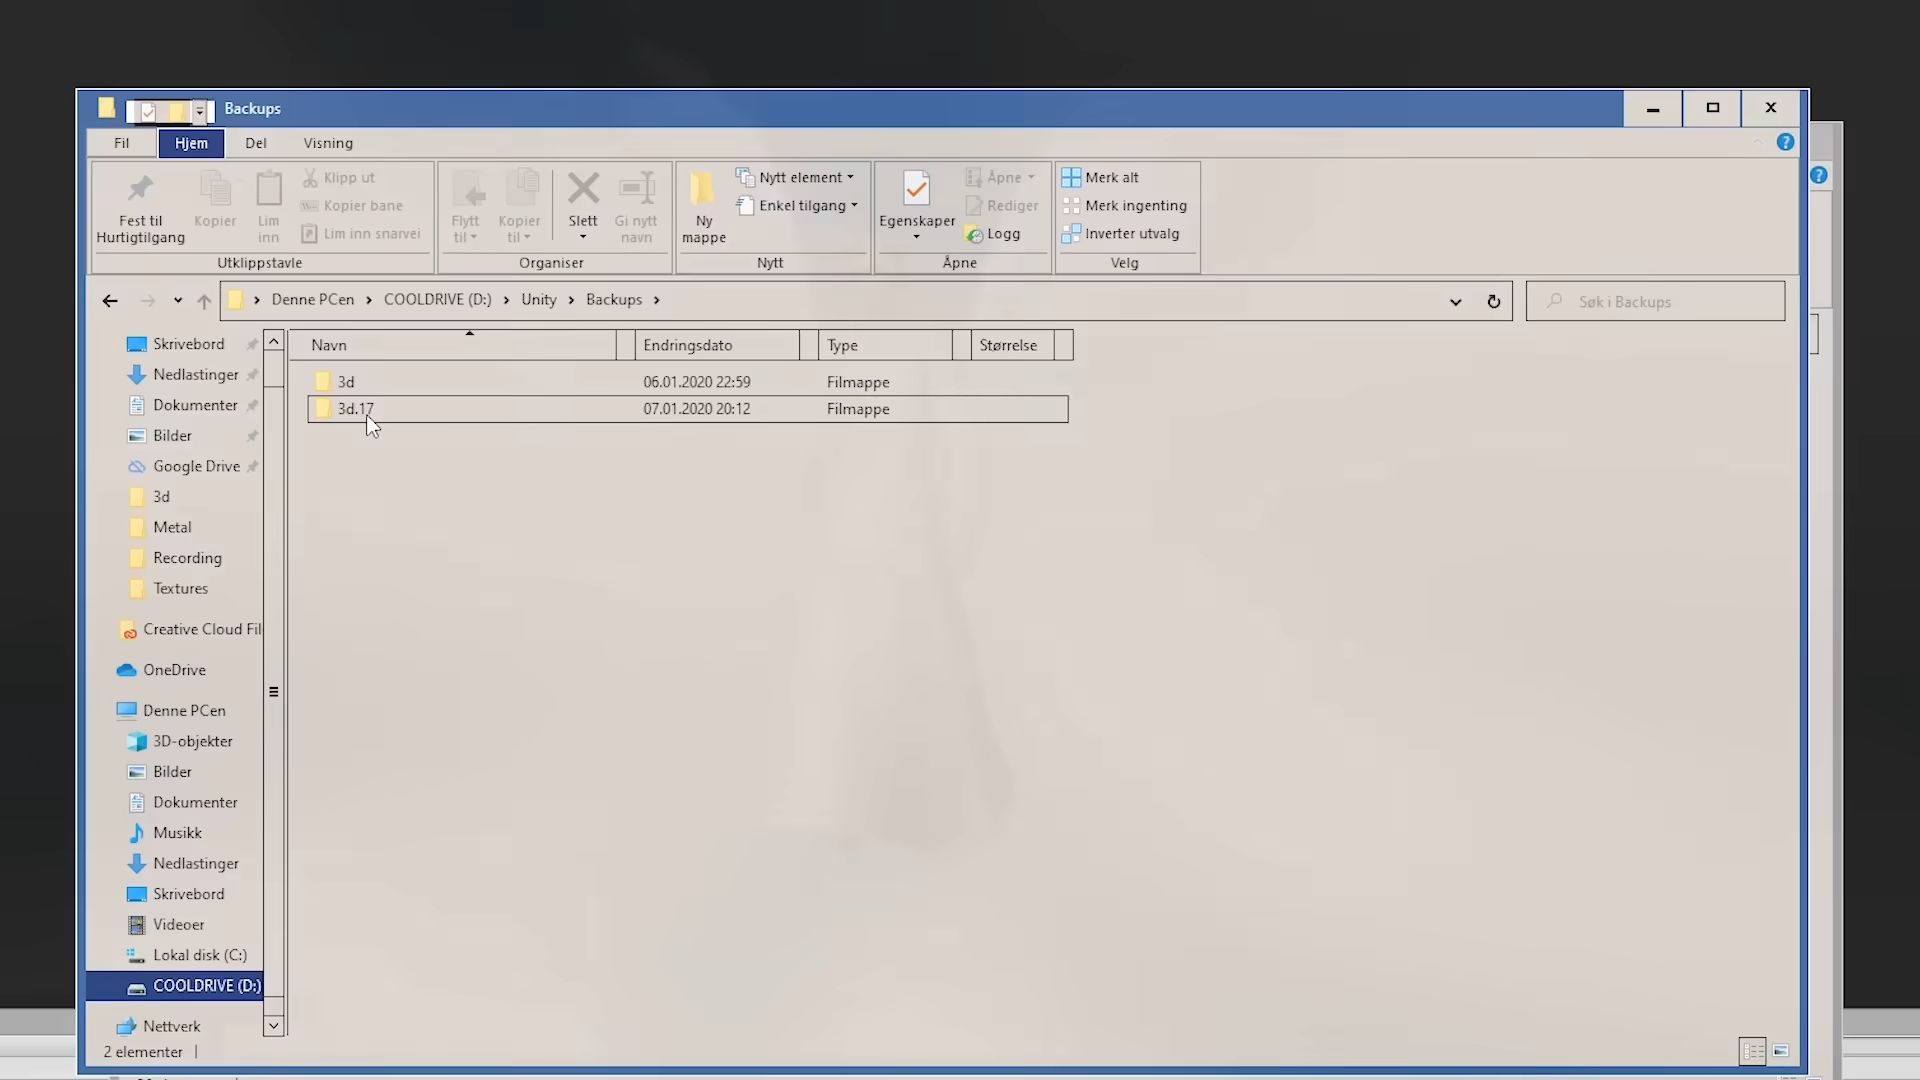 Backups
Fil Hjem Del Visning
Fest til Hurtigtilgang
Kopier
Lim inn
Klipp ut
Kopier bane
Lim inn snarvei
Utklippstavle
Flytt til
Kopier til
Slett
Gi nytt navn
Organiser
Ny mappe
Nytt element
Enkel tilgang
Nytt
Egenskaper
Åpne
Rediger
Logg
Åpne
Merk alt
Merk ingenting
Inverter utvalg
Velg
Denne PCen COOLDRIVE (D:) Unity Backups
Søk i Backups
Skrivebord
Nedlastinger
Dokumenter
Bilder
Google Drive
3d
Metal
Recording
Textures
Creative Cloud Fil
OneDrive
Denne PCen
3D-objekter
Bilder
Dokumenter
Musikk
Nedlastinger
Skrivebord
Videoer
Lokal disk (C:)
COOLDRIVE (D:)
Nettverk
Navn Endringsdato Type Størrelse
3d 06.01.2020 22:59 Filmappe
3d.17 07.01.2020 20:12 Filmappe
2 elementer